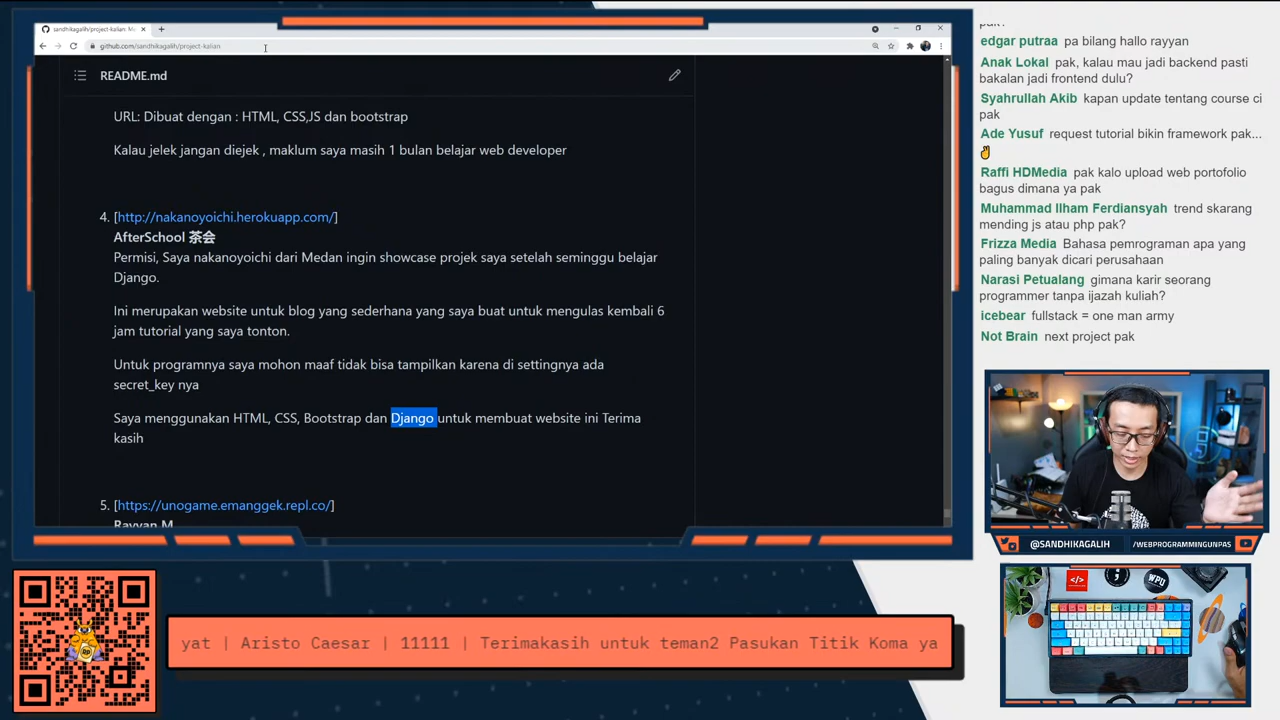 sandhikagalih/project-kalian: Me
github.com/sandhikagalih/project-kalian
README.md
URL: Dibuat dengan : HTML, CSS,JS dan bootstrap
Kalau jelek jangan diejek , maklum saya masih 1 bulan belajar web developer
4. [http://nakanoyoichi.herokuapp.com/]
AfterSchool 茶会
Permisi, Saya nakanoyoichi dari Medan ingin showcase projek saya setelah seminggu belajar
Django.
Ini merupakan website untuk blog yang sederhana yang saya buat untuk mengulas kembali 6
jam tutorial yang saya tonton.
Untuk programnya saya mohon maaf tidak bisa tampilkan karena di settingnya ada
secret_key nya
Saya menggunakan HTML, CSS, Bootstrap dan Django untuk membuat website ini Terima
kasih
5. [https://unogame.emanggek.repl.co/]
Rayyan M
pak?
edgar putraa pa bilang hallo rayyan
Anak Lokal pak, kalau mau jadi backend pasti
bakalan jadi frontend dulu?
Syahrullah Akib kapan update tentang course ci
pak
Ade Yusuf request tutorial bikin framework pak...
✌
Raffi HDMedia pak kalo upload web portofolio
bagus dimana ya pak
Muhammad Ilham Ferdiansyah trend skarang
mending js atau php pak?
Frizza Media Bahasa pemrograman apa yang
paling banyak dicari perusahaan
Narasi Petualang gimana karir seorang
programmer tanpa ijazah kuliah?
icebear fullstack = one man army
Not Brain next project pak
@SANDHIKAGALIH /WEBPROGRAMMINGUNPAS
</> ; WPU
yat | Aristo Caesar | 11111 | Terimakasih untuk teman2 Pasukan Titik Koma ya